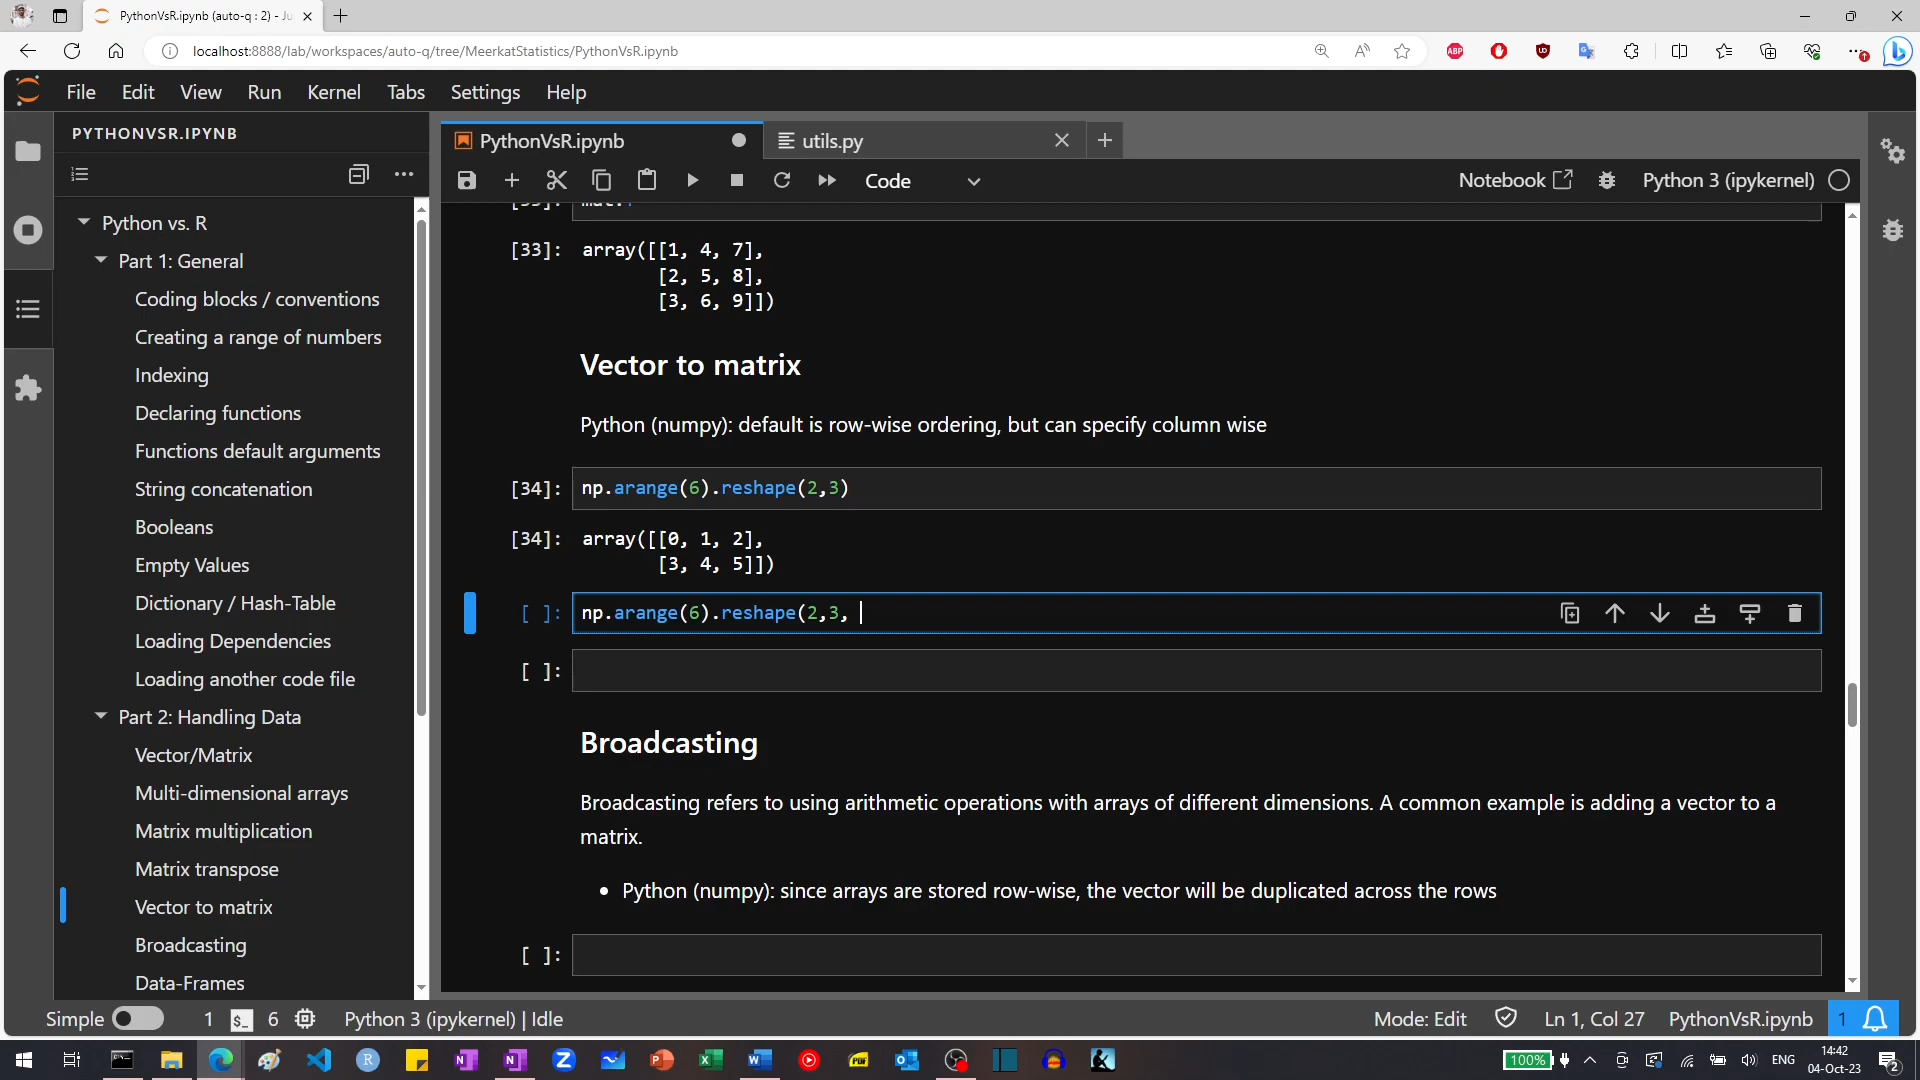 PythonVsR.ipynb (auto-q : 2) - Ju
localhost:8888/lab/workspaces/auto-q/tree/MeerkatStatistics/PythonVsR.ipynb
File Edit View Run Kernel Tabs Settings Help
PYTHONVSR.IPYNB
PythonVsR.ipynb
utils.py
Code
Notebook
Python 3 (ipykernel)
Python vs. R
Part 1: General
Coding blocks / conventions
Creating a range of numbers
Indexing
Declaring functions
Functions default arguments
String concatenation
Booleans
Empty Values
Dictionary / Hash-Table
Loading Dependencies
Loading another code file
Part 2: Handling Data
Vector/Matrix
Multi-dimensional arrays
Matrix multiplication
Matrix transpose
Vector to matrix
Broadcasting
Data-Frames
[33]: array([[1, 4, 7],
[2, 5, 8],
[3, 6, 9]])
Vector to matrix
Python (numpy): default is row-wise ordering, but can specify column wise
[34]: np.arange(6).reshape(2,3)
[34]: array([[0, 1, 2],
[3, 4, 5]])
[ ]: np.arange(6).reshape(2,3,
[ ]:
Broadcasting
Broadcasting refers to using arithmetic operations with arrays of different dimensions. A common example is adding a vector to a
matrix.
• Python (numpy): since arrays are stored row-wise, the vector will be duplicated across the rows
[ ]:
Simple 1 $_ 6 Python 3 (ipykernel) | Idle
Mode: Edit Ln 1, Col 27 PythonVsR.ipynb 1
100% ENG 14:42
04-Oct-23 2